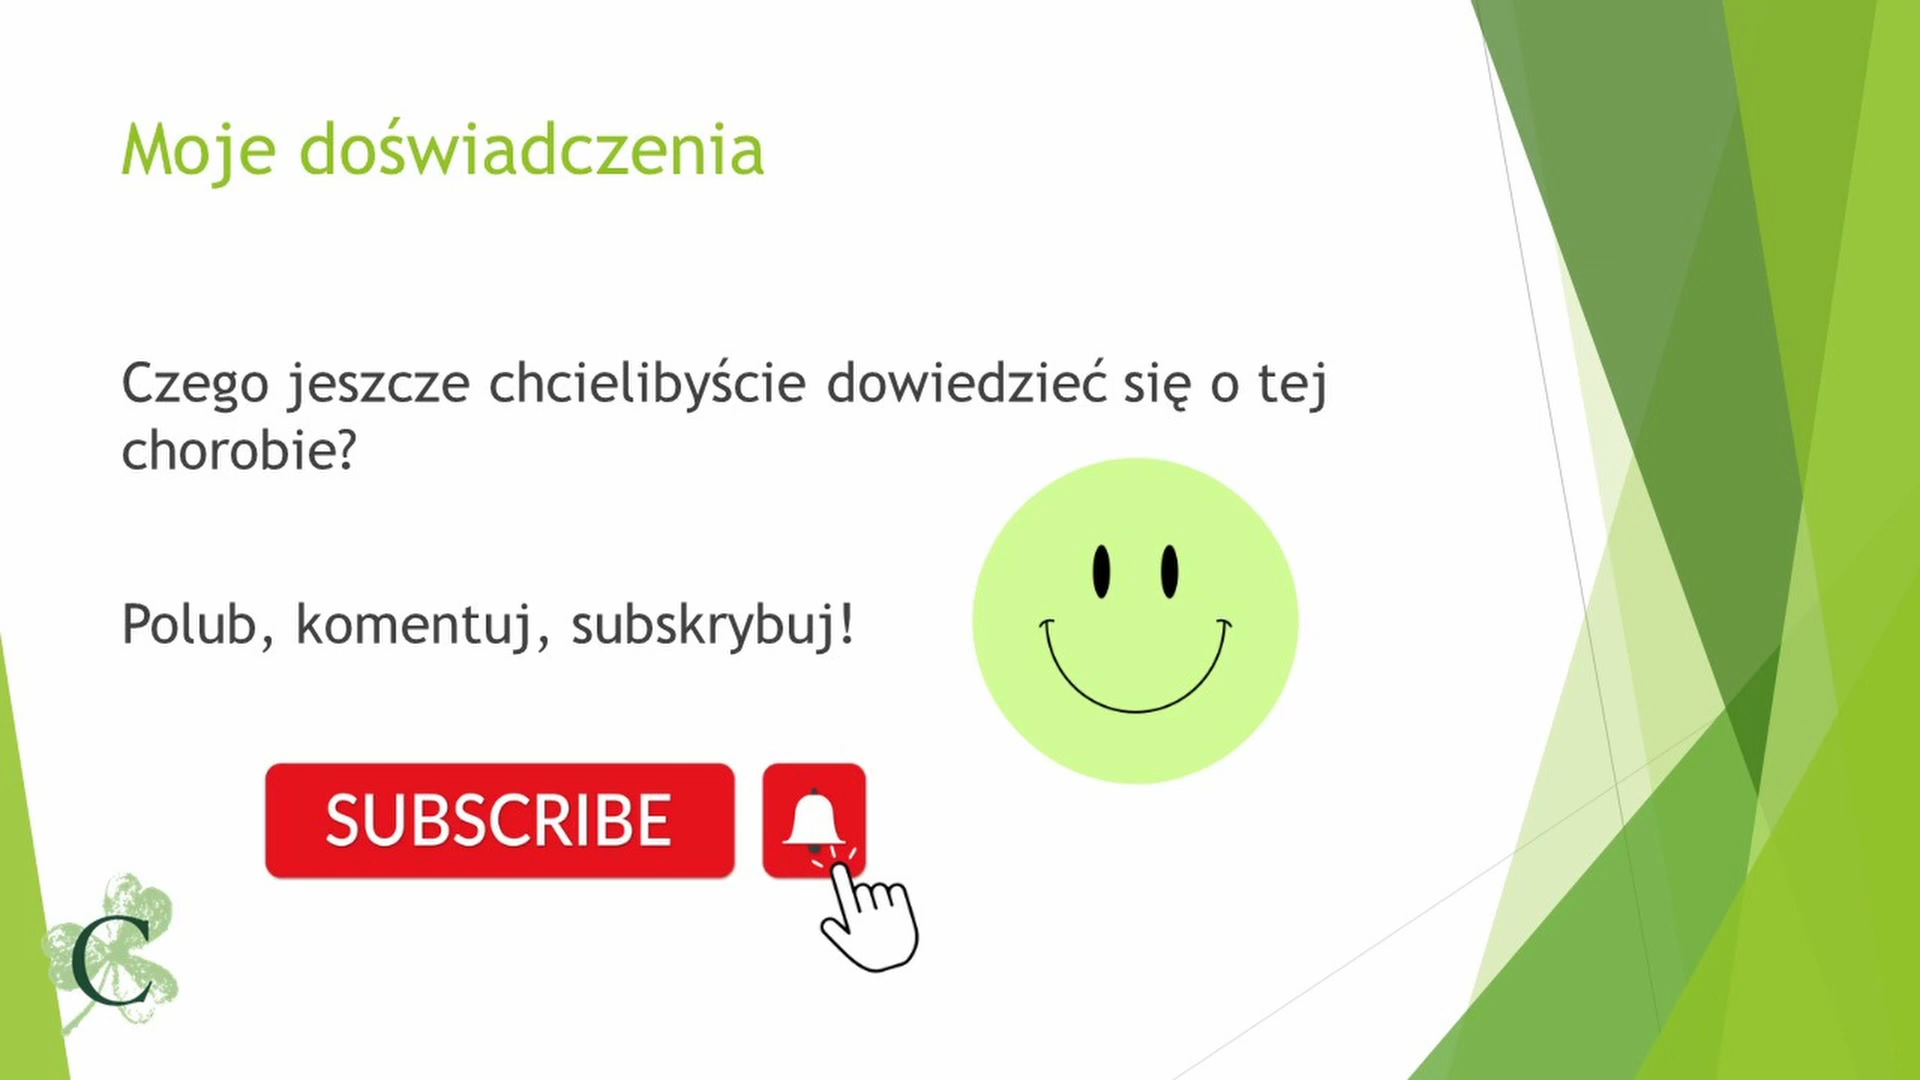 Moje doświadczenia
Czego jeszcze chcielibyście dowiedzieć się o tej
chorobie?
Polub, komentuj, subskrybuj!
SUBSCRIBE
C